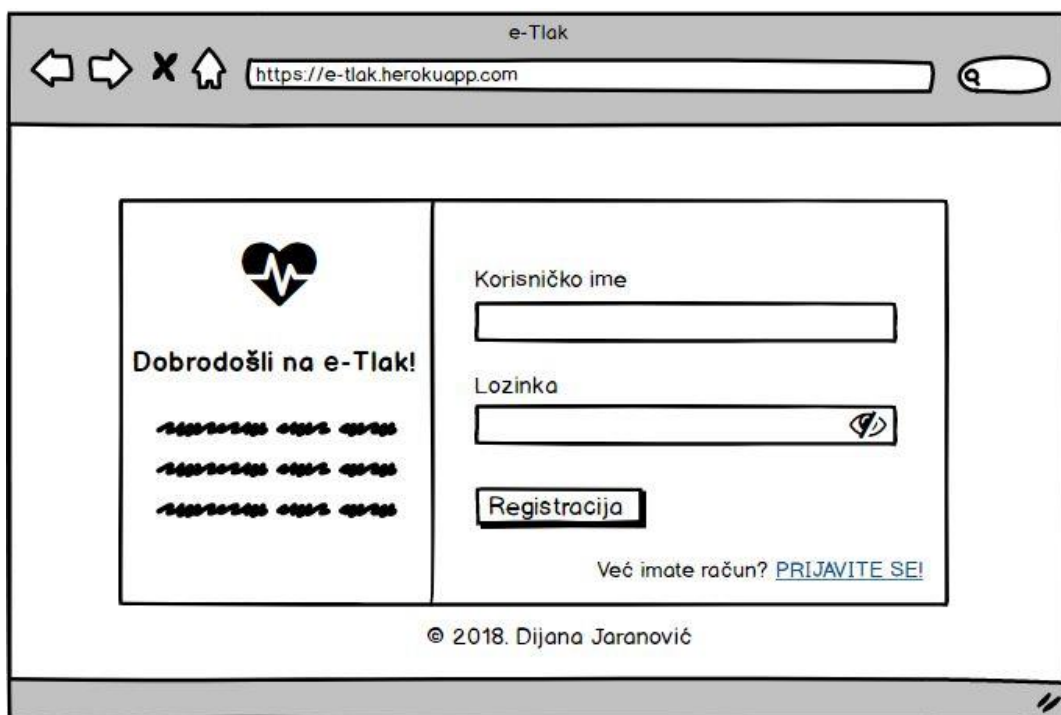 e-Tlak
https://e-tlak.herokuapp.com
Dobrodošli na e-Tlak!
Korisničko ime
Lozinka
Registracija
Već imate račun? PRIJAVITE SE!
© 2018. Dijana Jaranović